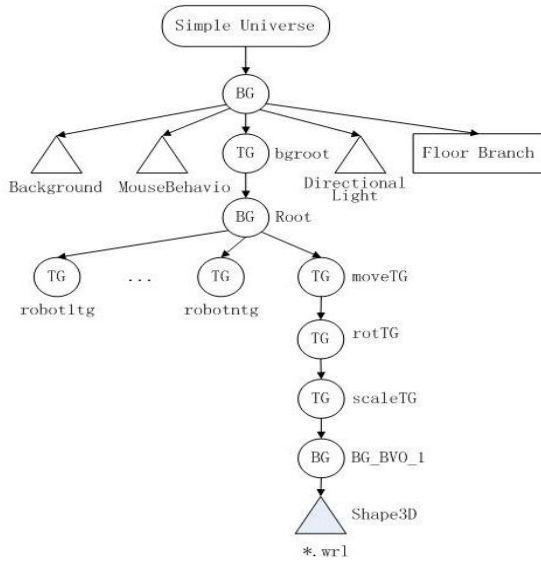 Simple Universe
BG
Background
MouseBehavio
TG
bgroot
Directional
Light
Floor Branch
BG
Root
TG
robot1tg
...
TG
robotntg
TG
moveTG
TG
rotTG
TG
scaleTG
BG
BG_BVO_1
Shape3D
*.wrl